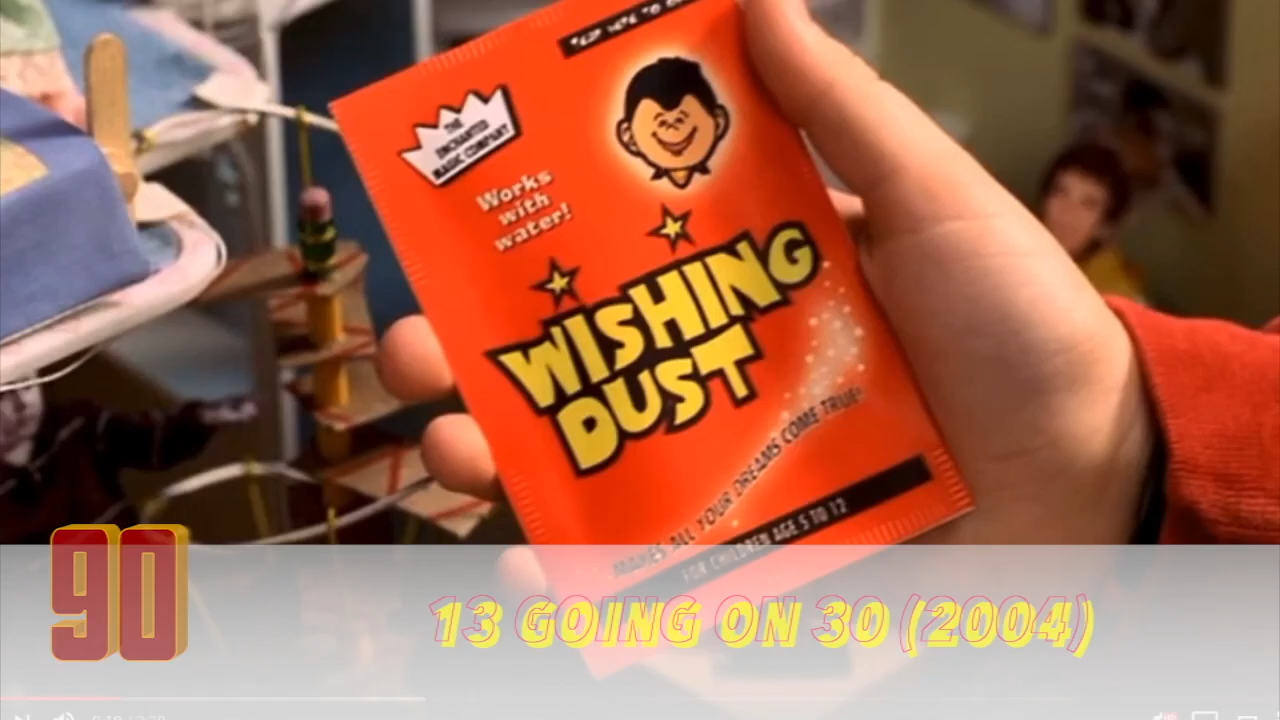 THE
ENCHANTED
MAGIC COMPANY
Works
with
water!
WISHING
DUST
MAKES ALL YOUR DREAMS COME TRUE!
FOR CHILDREN AGE 5 TO 12
90
13 GOING ON 30 (2004)